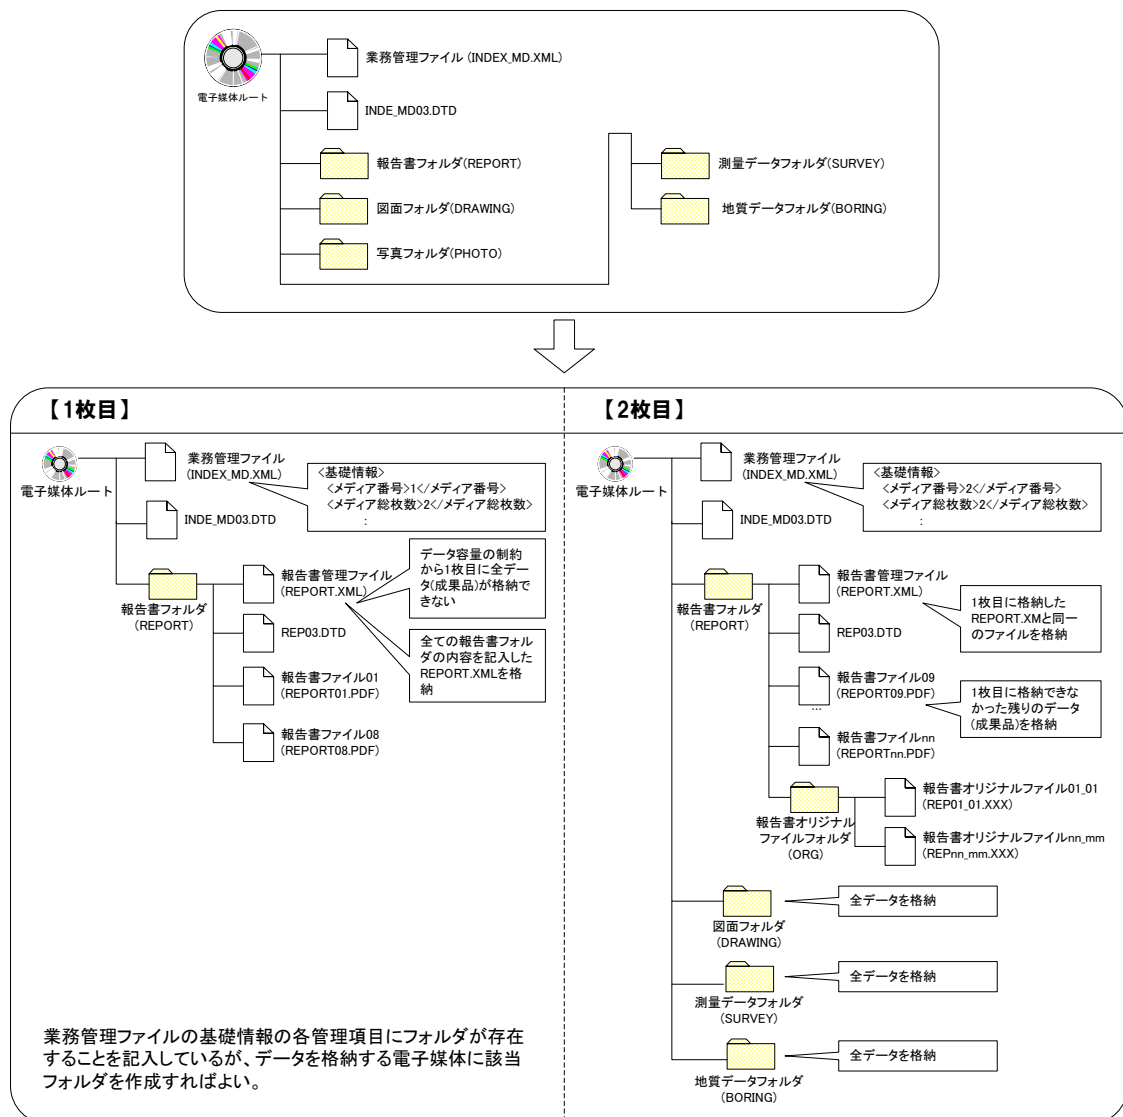 業務管理ファイル (INDEX_MD.XML)
電子媒体ルート
INDE_MD03.DTD
報告書フォルダ(REPORT)
図面フォルダ(DRAWING)
写真フォルダ(PHOTO)
測量データフォルダ(SURVEY)
地質データフォルダ(BORING)
【1枚目】
電子媒体ルート
業務管理ファイル
(INDEX_MD.XML)
<基礎情報>
<メディア番号>1</メディア番号>
<メディア総枚数>2</メディア総枚数>
:
INDE_MD03.DTD
報告書フォルダ
(REPORT)
報告書管理ファイル
(REPORT.XML)
データ容量の制約
から1枚目に全デー
タ(成果品)が格納で
きない
REP03.DTD
全ての報告書フォル
ダの内容を記入した
REPORT.XMLを格
納
報告書ファイル01
(REPORT01.PDF)
報告書ファイル08
(REPORT08.PDF)
業務管理ファイルの基礎情報の各管理項目にフォルダが存在
することを記入しているが、データを格納する電子媒体に該当
フォルダを作成すればよい。
【2枚目】
電子媒体ルート
業務管理ファイル
(INDEX_MD.XML)
<基礎情報>
<メディア番号>2</メディア番号>
<メディア総枚数>2</メディア総枚数>
:
INDE_MD03.DTD
報告書フォルダ
(REPORT)
報告書管理ファイル
(REPORT.XML)
1枚目に格納した
REPORT.XMと同一
のファイルを格納
REP03.DTD
報告書ファイル09
(REPORT09.PDF)
…
1枚目に格納できな
かった残りのデータ
(成果品)を格納
報告書ファイルnn
(REPORTnn.PDF)
報告書オリジナル
ファイルフォルダ
(ORG)
報告書オリジナルファイル01_01
(REP01_01.XXX)
報告書オリジナルファイルnn_mm
(REPnn_mm.XXX)
図面フォルダ
(DRAWING)
全データを格納
測量データフォルダ
(SURVEY)
全データを格納
地質データフォルダ
(BORING)
全データを格納